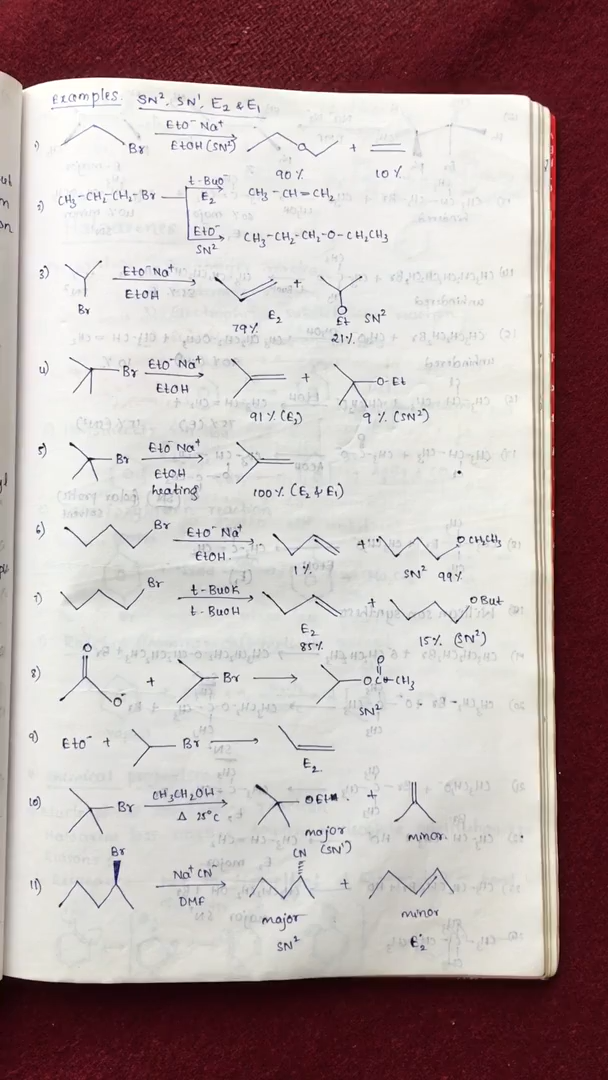 Examples. SN², SN¹, E₂ & E₁
1) Br EtO⁻Na⁺ EtOH (SN²) O + 
90% 10%
2) CH₃-CH₂-CH₂-Br t-BuO⁻ E₂ CH₃-CH=CH₂
EtO⁻ SN² CH₃-CH₂-CH₂-O-CH₂CH₃
3) Br EtO⁻Na⁺ EtOH + O Et SN²
E₂
79% 21%
4) Br EtO⁻Na⁺ EtOH + O-Et
91% (E₂) 9% (SN²)
5) Br EtO⁻Na⁺ EtOH heating
100% (E₂ & E₁)
6) Br EtO⁻Na⁺ EtOH. + OCH₂CH₃
1% SN² 99%
7) Br t-BuOK t-BuOH + OBut
E₂ 85% 15% (SN²)
8) O O⁻ + Br O C-CH₃ O
SN²
9) EtO⁻ + Br
E₂
10) Br CH₃CH₂OH Δ 25°C OEt +
major (SN¹) minor.
11) Br Na⁺CN⁻ DMF CN +
major minor
SN² E₂